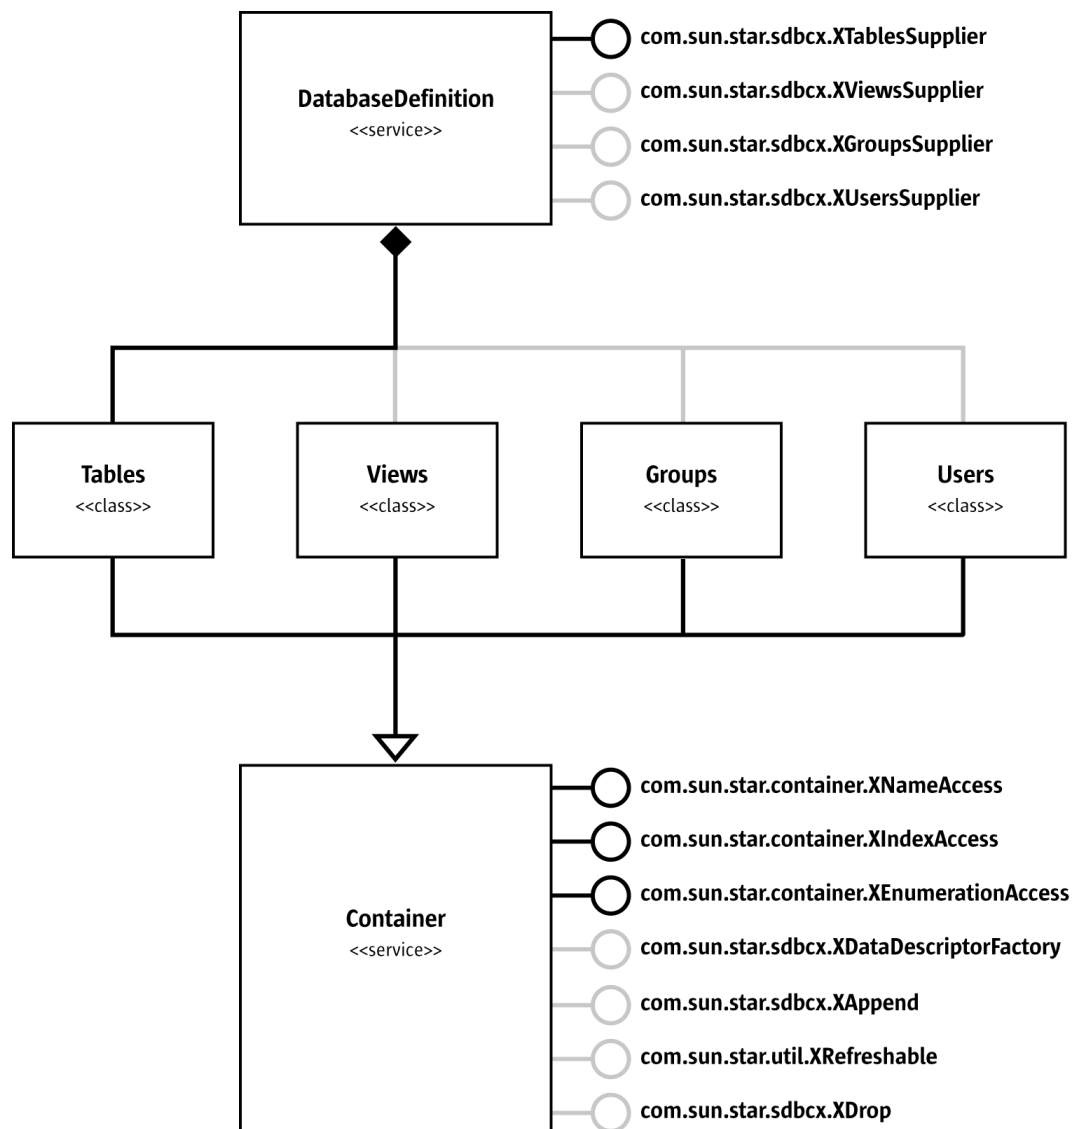 com.sun.star.sdbcx.XTablesSupplier
com.sun.star.sdbcx.XViewsSupplier
com.sun.star.sdbcx.XGroupsSupplier
com.sun.star.sdbcx.XUsersSupplier
DatabaseDefinition
<<service>>
Tables
<<class>>
Views
<<class>>
Groups
<<class>>
Users
<<class>>
Container
<<service>>
com.sun.star.container.XNameAccess
com.sun.star.container.XIndexAccess
com.sun.star.container.XEnumerationAccess
com.sun.star.sdbcx.XDataDescriptorFactory
com.sun.star.sdbcx.XAppend
com.sun.star.util.XRefreshable
com.sun.star.sdbcx.XDrop